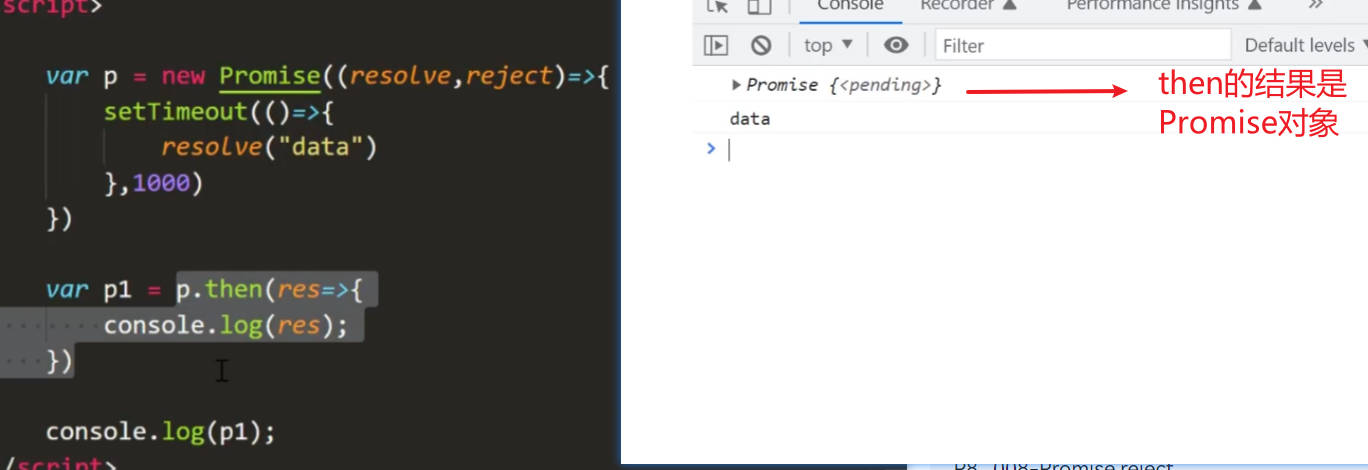 script>
var p = new Promise((resolve,reject)=>{
setTimeout(()=>{
resolve("data")
},1000)
})
var p1 = p.then(res=>{
console.log(res);
})
console.log(p1);
/script>
Console Recorder Performance insights »
top Filter Default levels
Promise {<pending>}
data
then的结果是
Promise对象
P8 008-Promise reject